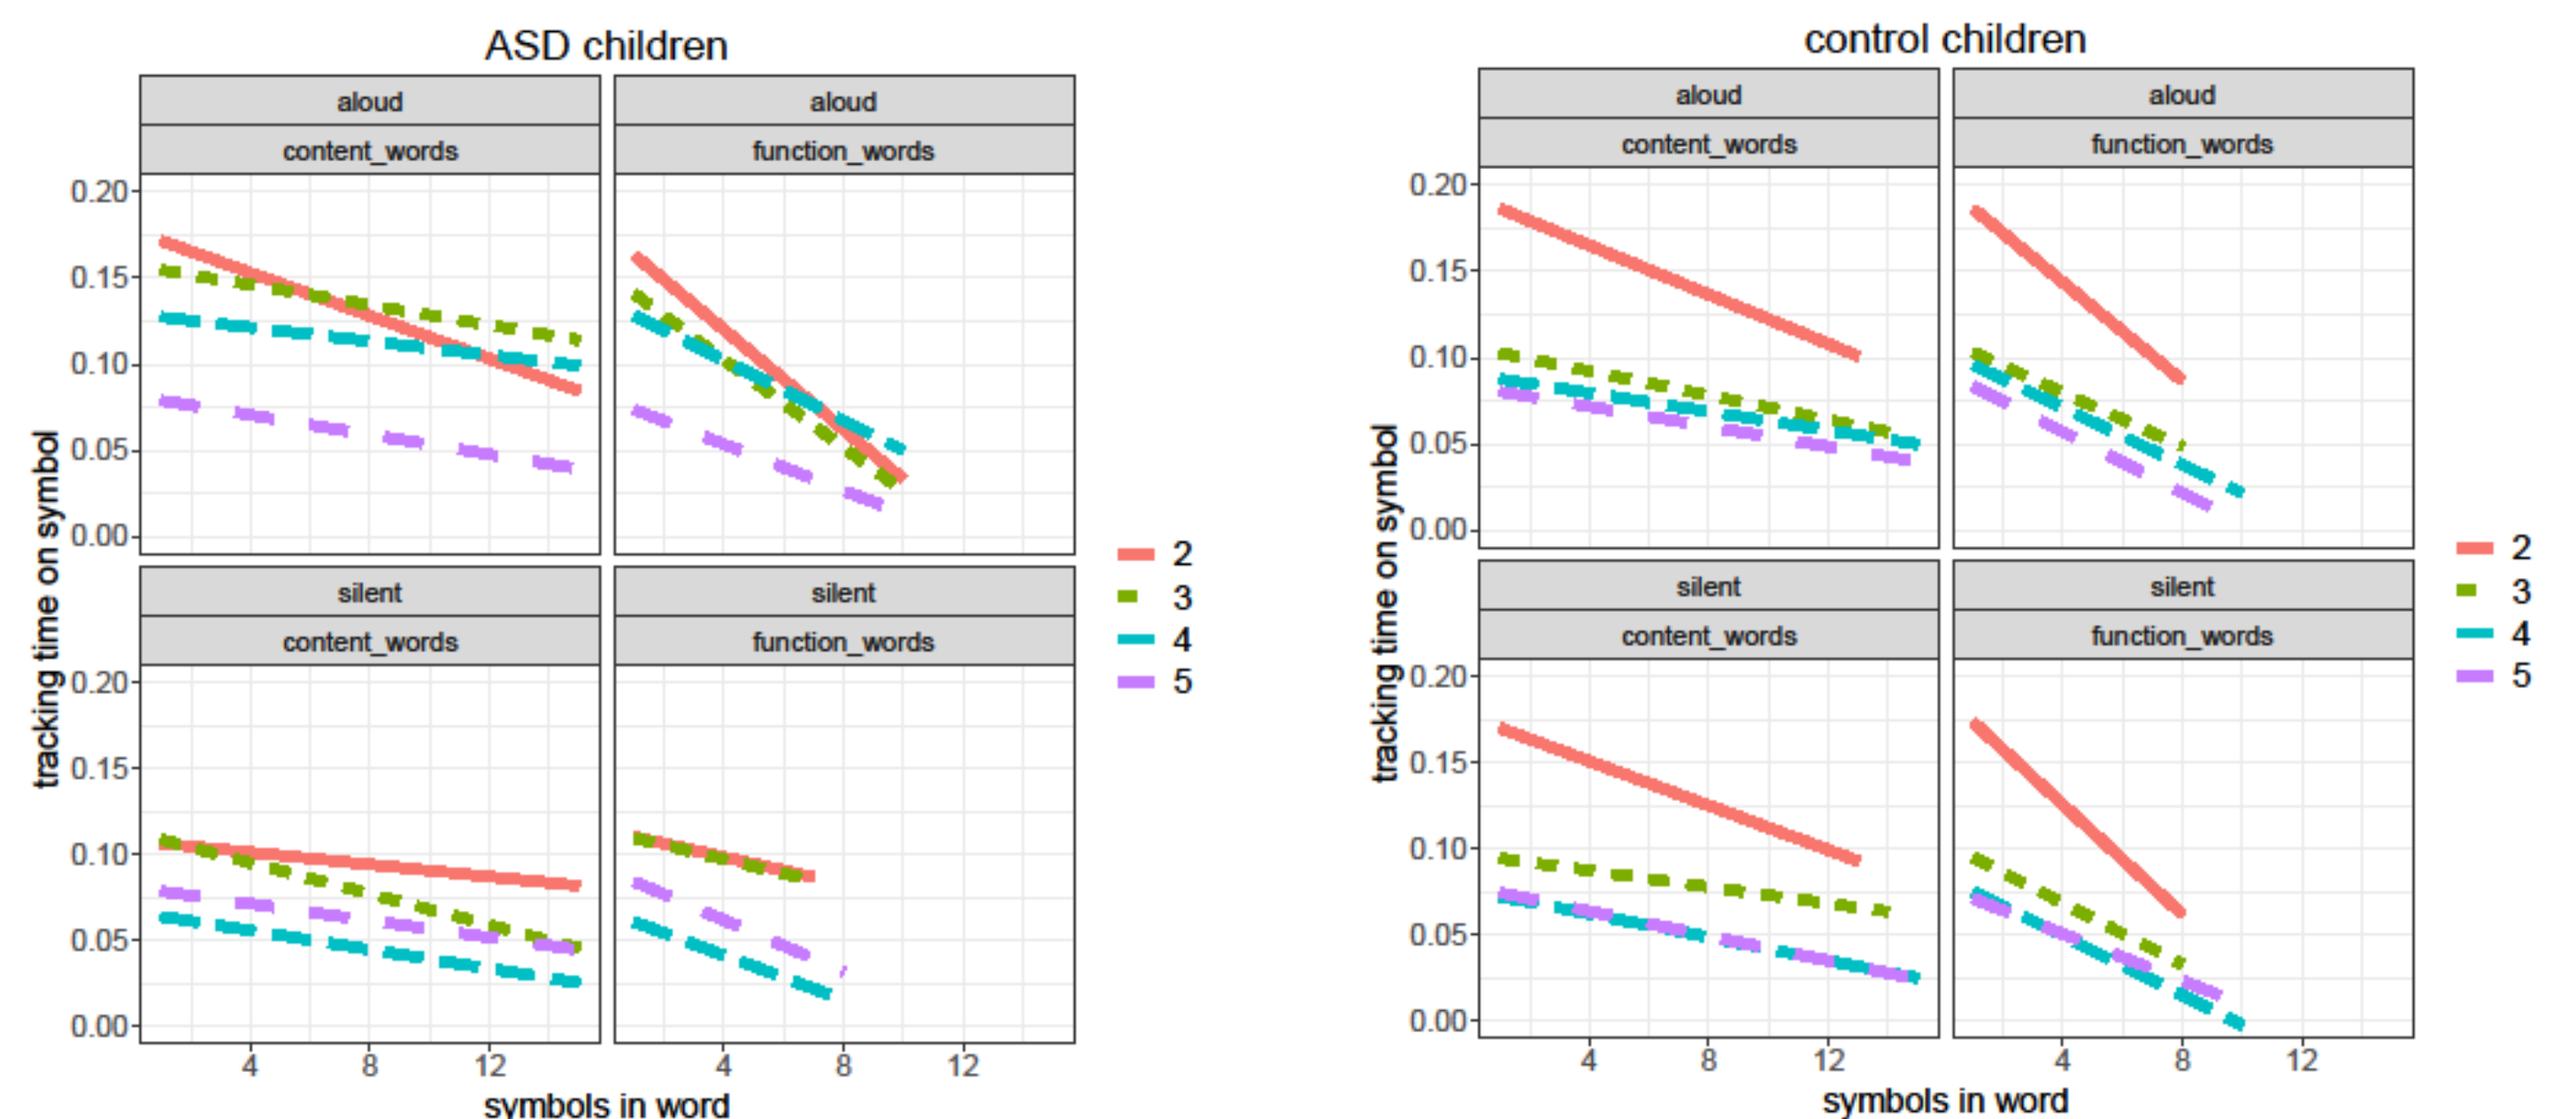 ASD children
aloud
aloud
content_words
function_words
0.20
0.15
0.10
0.05
0.00
silent
silent
content_words
function_words
0.20
0.15
0.10
0.05
0.00
4
8
12
4
8
12
tracking time on symbol
symbols in word
2
3
4
5
control children
aloud
aloud
content_words
function_words
0.20
0.15
0.10
0.05
0.00
silent
silent
content_words
function_words
0.20
0.15
0.10
0.05
0.00
4
8
12
4
8
12
tracking time on symbol
symbols in word
2
3
4
5